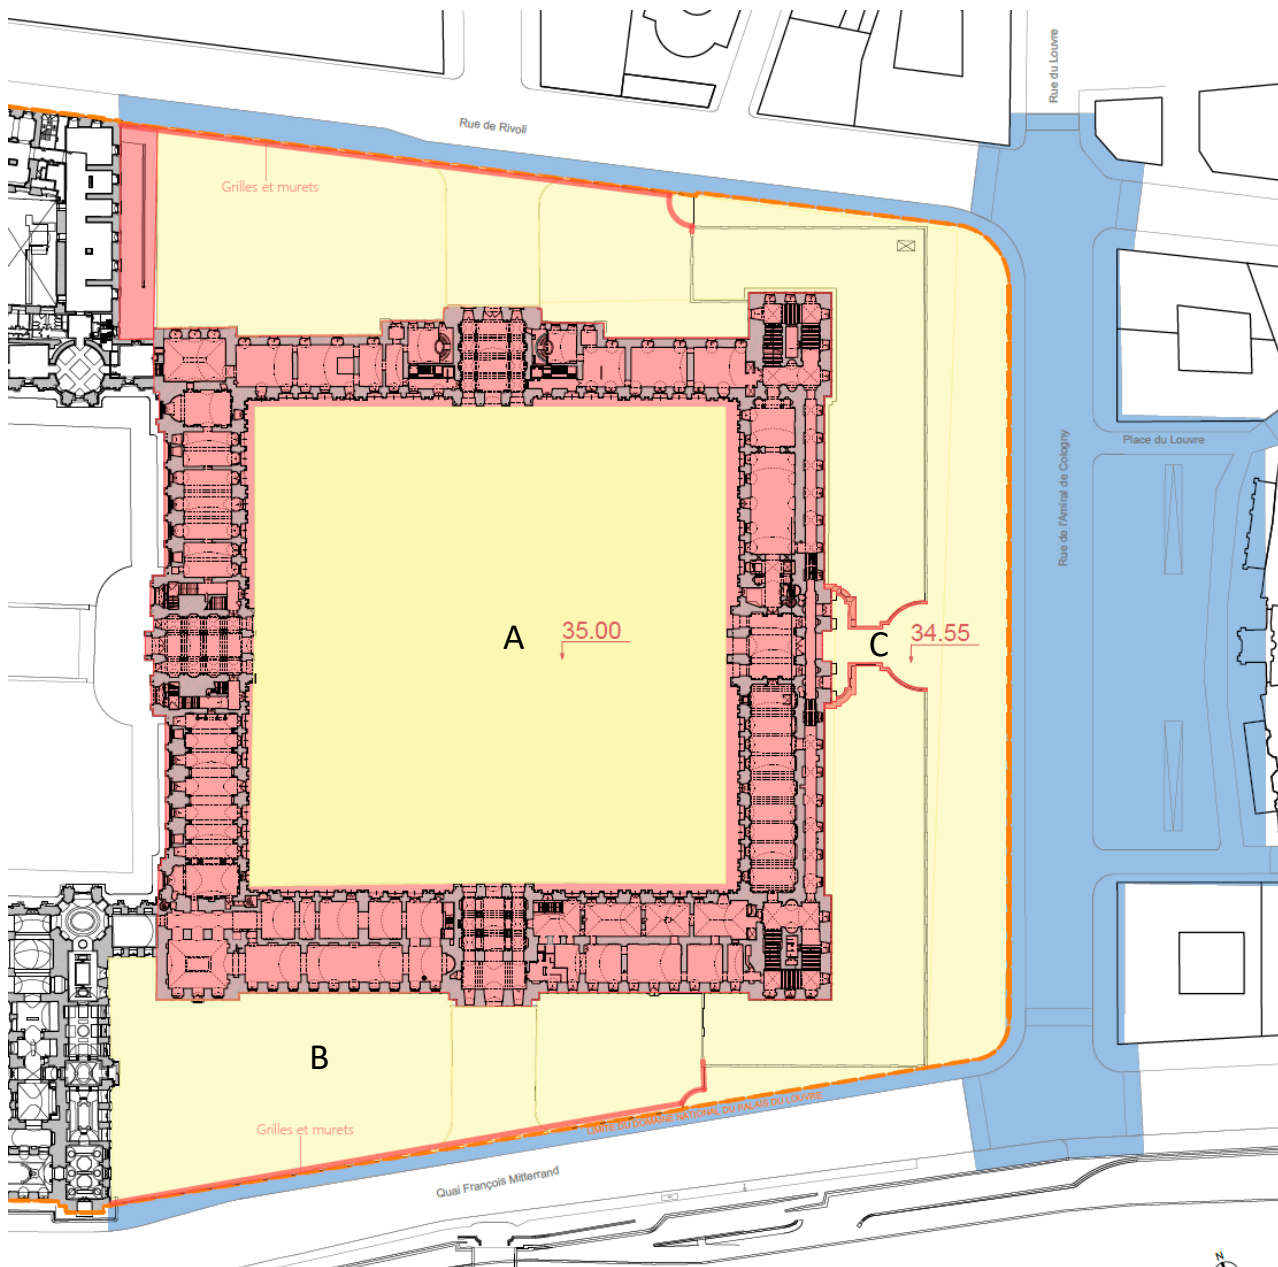 Rue du Louvre
Rue de Rivoli
Grilles et murets
Place du Louvre
Rue de l'Amiral de Cologny
A
35.00
C
34.55
B
Grilles et murets
LIMITE DU DOMAINE NATIONAL DU PALAIS DU LOUVRE
Quai François Mitterrand
N